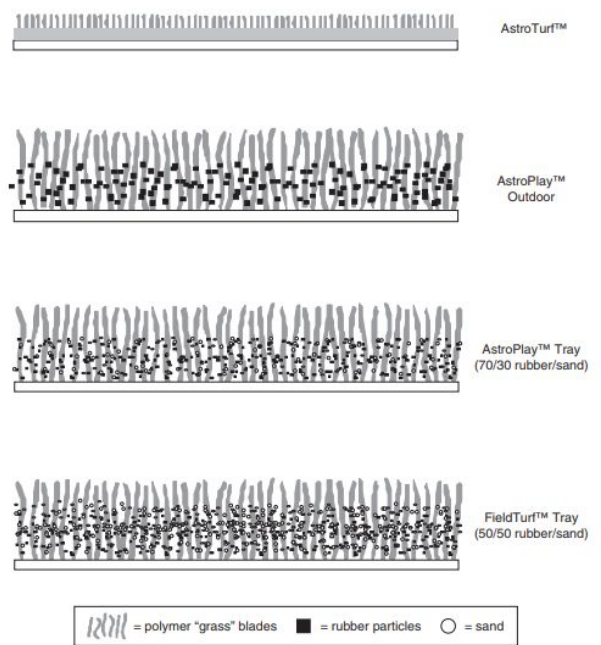 AstroTurf™
AstroPlay™
Outdoor
AstroPlay™ Tray
(70/30 rubber/sand)
FieldTurf™ Tray
(50/50 rubber/sand)
= polymer “grass” blades = rubber particles = sand